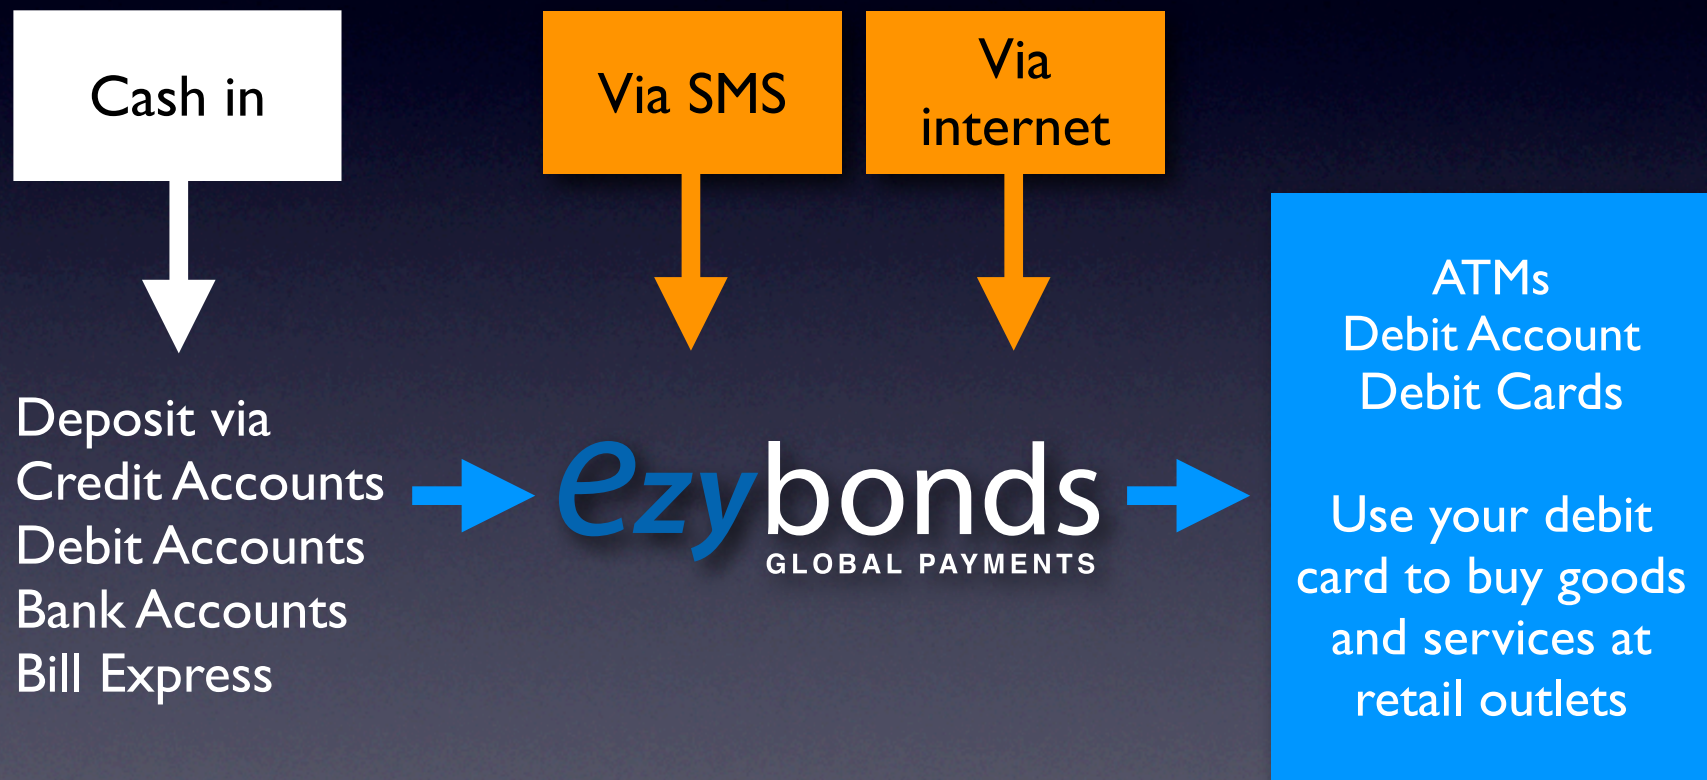 Cash in
Via SMS
Via
internet
Deposit via
Credit Accounts
Debit Accounts
Bank Accounts
Bill Express
ezybonds
GLOBAL PAYMENTS
ATMs
Debit Account
Debit Cards
Use your debit
card to buy goods
and services at
retail outlets